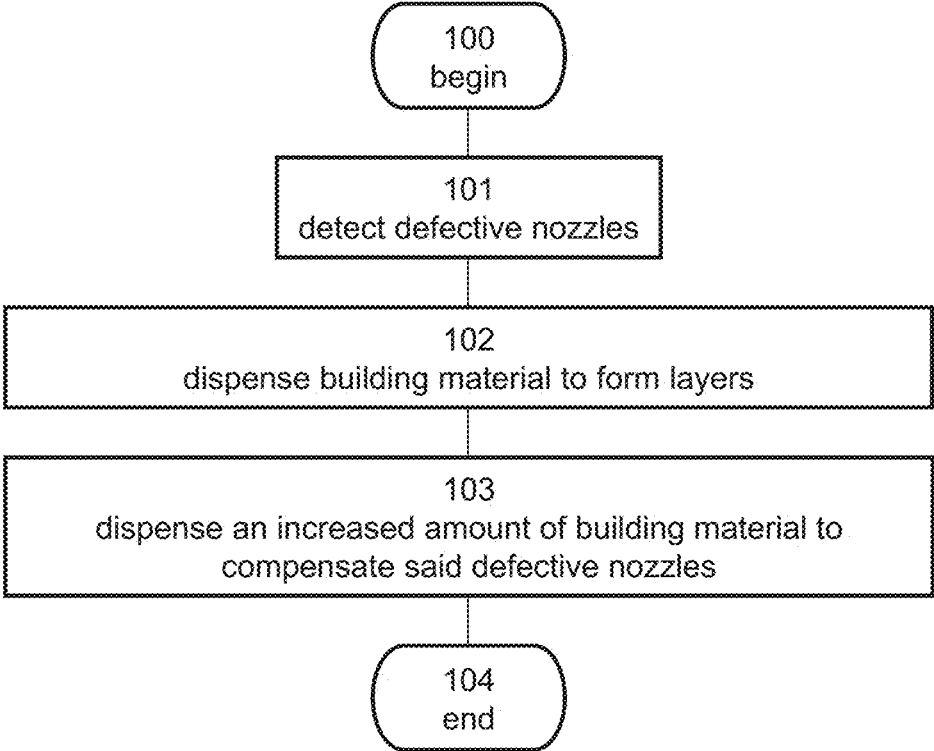 100
begin
101
detect defective nozzles
102
dispense building material to form layers
103
dispense an increased amount of building material to
compensate said defective nozzles
104
end